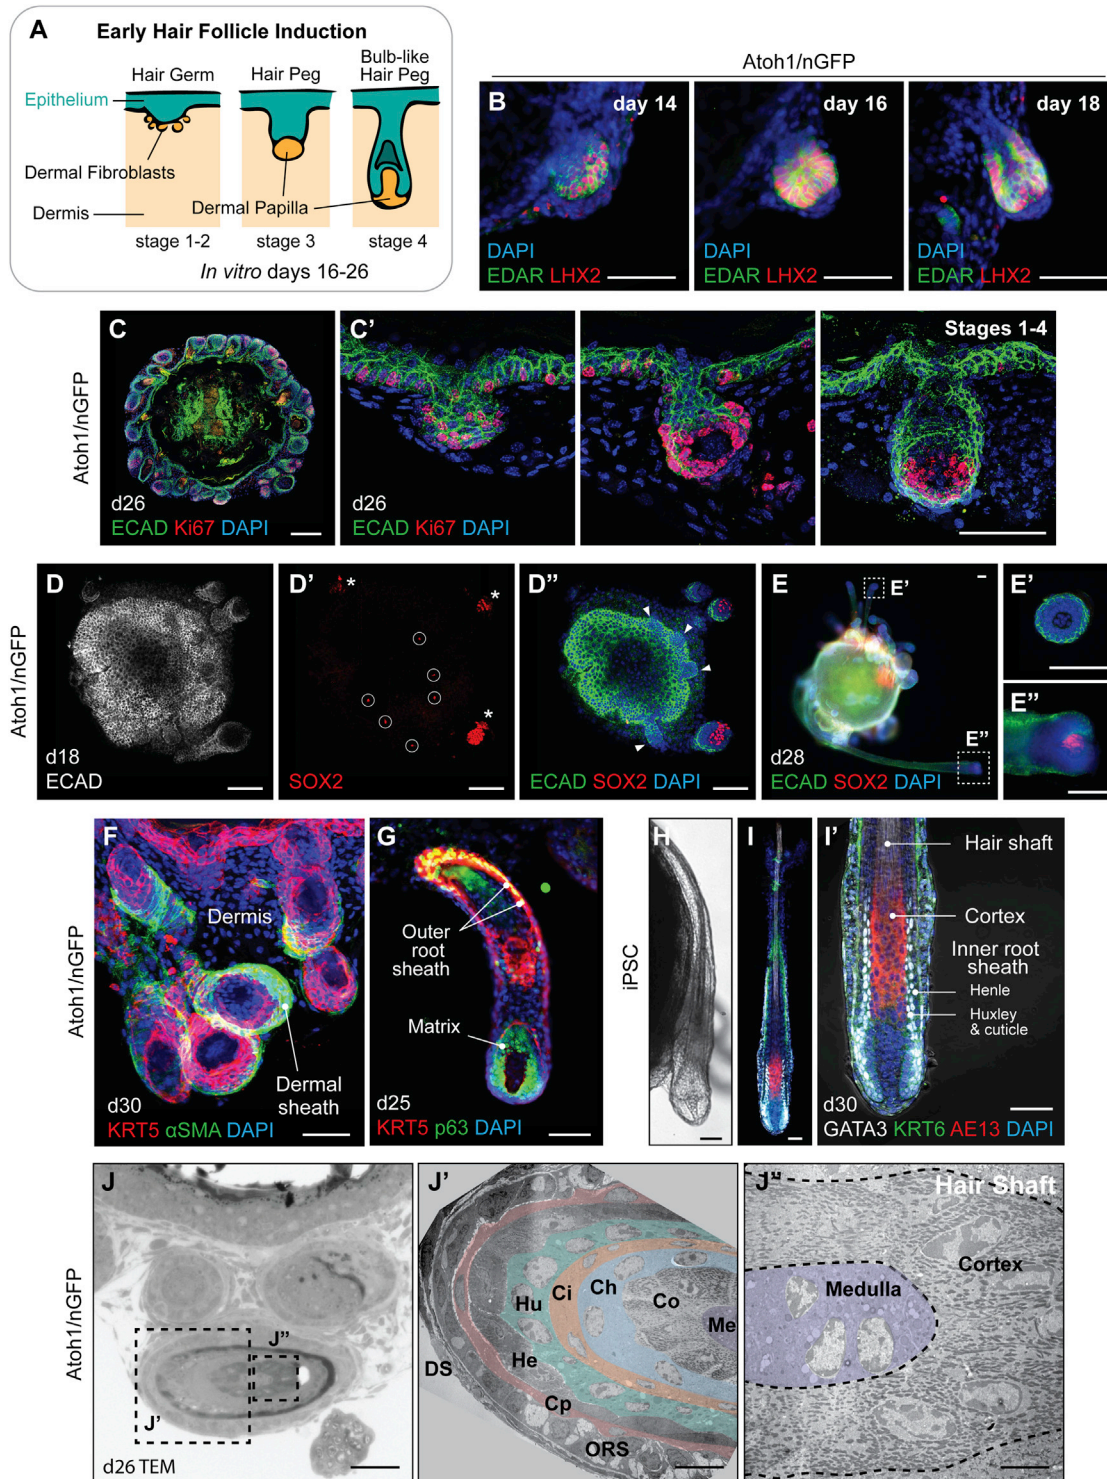 A
Early Hair Follicle Induction
Hair Germ
Hair Peg
Bulb-like
Hair Peg
Epithelium
Dermal Fibroblasts
Dermis
Dermal Papilla
stage 1-2
stage 3
stage 4
In vitro days 16-26
Atoh1/nGFP
B
day 14
day 16
day 18
DAPI
EDAR LHX2
DAPI
EDAR LHX2
DAPI
EDAR LHX2
Atoh1/nGFP
C
d26
ECAD Ki67 DAPI
C'
d26
ECAD Ki67 DAPI
Stages 1-4
Atoh1/nGFP
D
d18
ECAD
D'
*
*
*
SOX2
D"
ECAD SOX2 DAPI
E
E'
E"
d28
ECAD SOX2 DAPI
E'
E"
Atoh1/nGFP
F
Dermis
Dermal
sheath
d30
KRT5 αSMA DAPI
G
Outer
root
sheath
Matrix
d25
KRT5 p63 DAPI
iPSC
H
I
I'
Hair shaft
Cortex
Inner root
sheath
Henle
Huxley
& cuticle
d30
GATA3 KRT6 AE13 DAPI
Atoh1/nGFP
J
J"
J'
d26 TEM
J'
Hu
Ci
Ch
Co
Me
He
DS
Cp
ORS
J"
Hair Shaft
Cortex
Medulla